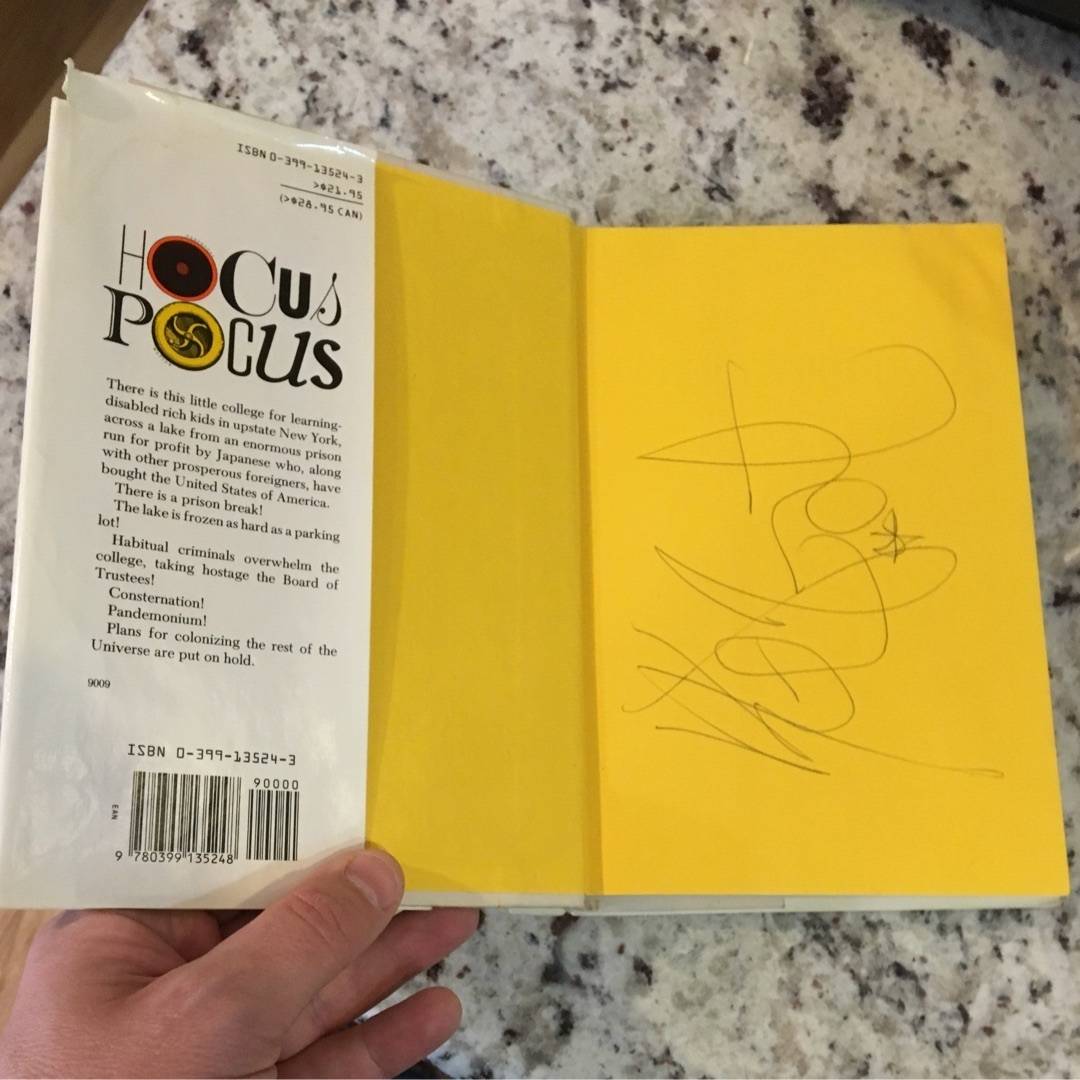 ISBN 0-399-13524-3
>$21.95
(>$28.95 CAN)
HOCUS
POCUS
There is this little college for learning-
disabled rich kids in upstate New York,
across a lake from an enormous prison
run for profit by Japanese who, along
with other prosperous foreigners, have
bought the United States of America.
There is a prison break!
The lake is frozen as hard as a parking
lot!
Habitual criminals overwhelm the
college, taking hostage the Board of
Trustees!
Consternation!
Pandemonium!
Plans for colonizing the rest of the
Universe are put on hold.
9009
ISBN 0-399-13524-3
90000
EAN
9 780399 135248